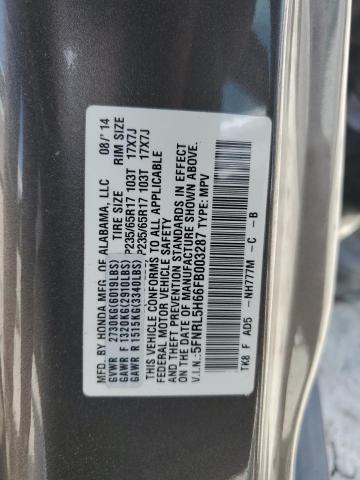 MFD. BY HONDA MFG. OF ALABAMA, LLC 08/'14
GVWR 2730KG(6019LBS) TIRE SIZE RIM SIZE
GAWR F 1320KG(2910LBS) P235/65R17 103T 17X7J
GAWR R 1515KG(3340LBS) P235/65R17 103T 17X7J
THIS VEHICLE CONFORMS TO ALL APPLICABLE
FEDERAL MOTOR VEHICLE SAFETY
AND THEFT PREVENTION STANDARDS IN EFFECT
ON THE DATE OF MANUFACTURE SHOWN ABOVE.
V.I.N.: 5FNRL5H66FB003287 TYPE: MPV
TK8 F AD5 - NH777M - C - B